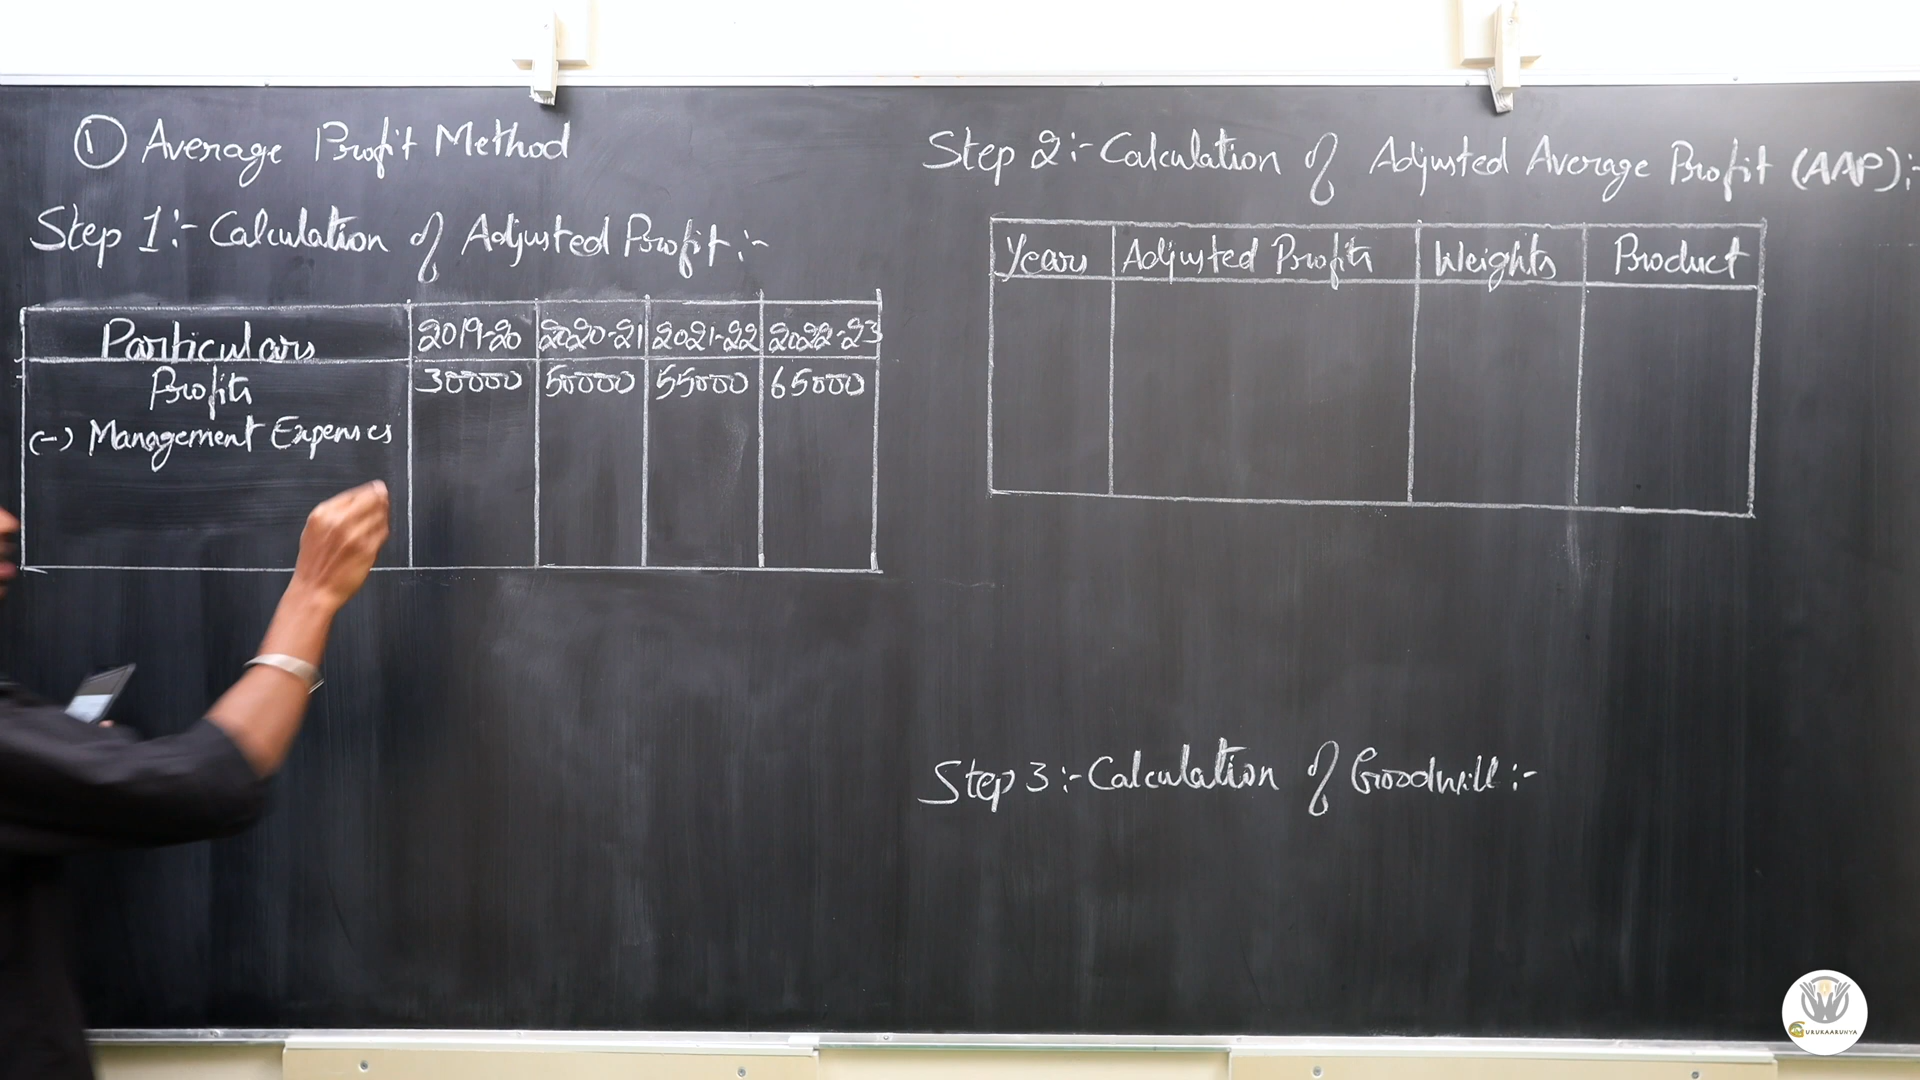 ① Average Profit Method
Step 1:- Calculation of Adjusted Profit:-
Particulars 2019-20 2020-21 2021-22 2022-23
Profits 30000 50000 55000 65000
(-) Management Expenses
Step 2:- Calculation of Adjusted Average Profit (AAP):-
Years Adjusted Profits Weights Product
Step 3:- Calculation of Goodwill:-
GURUKAARUNYA